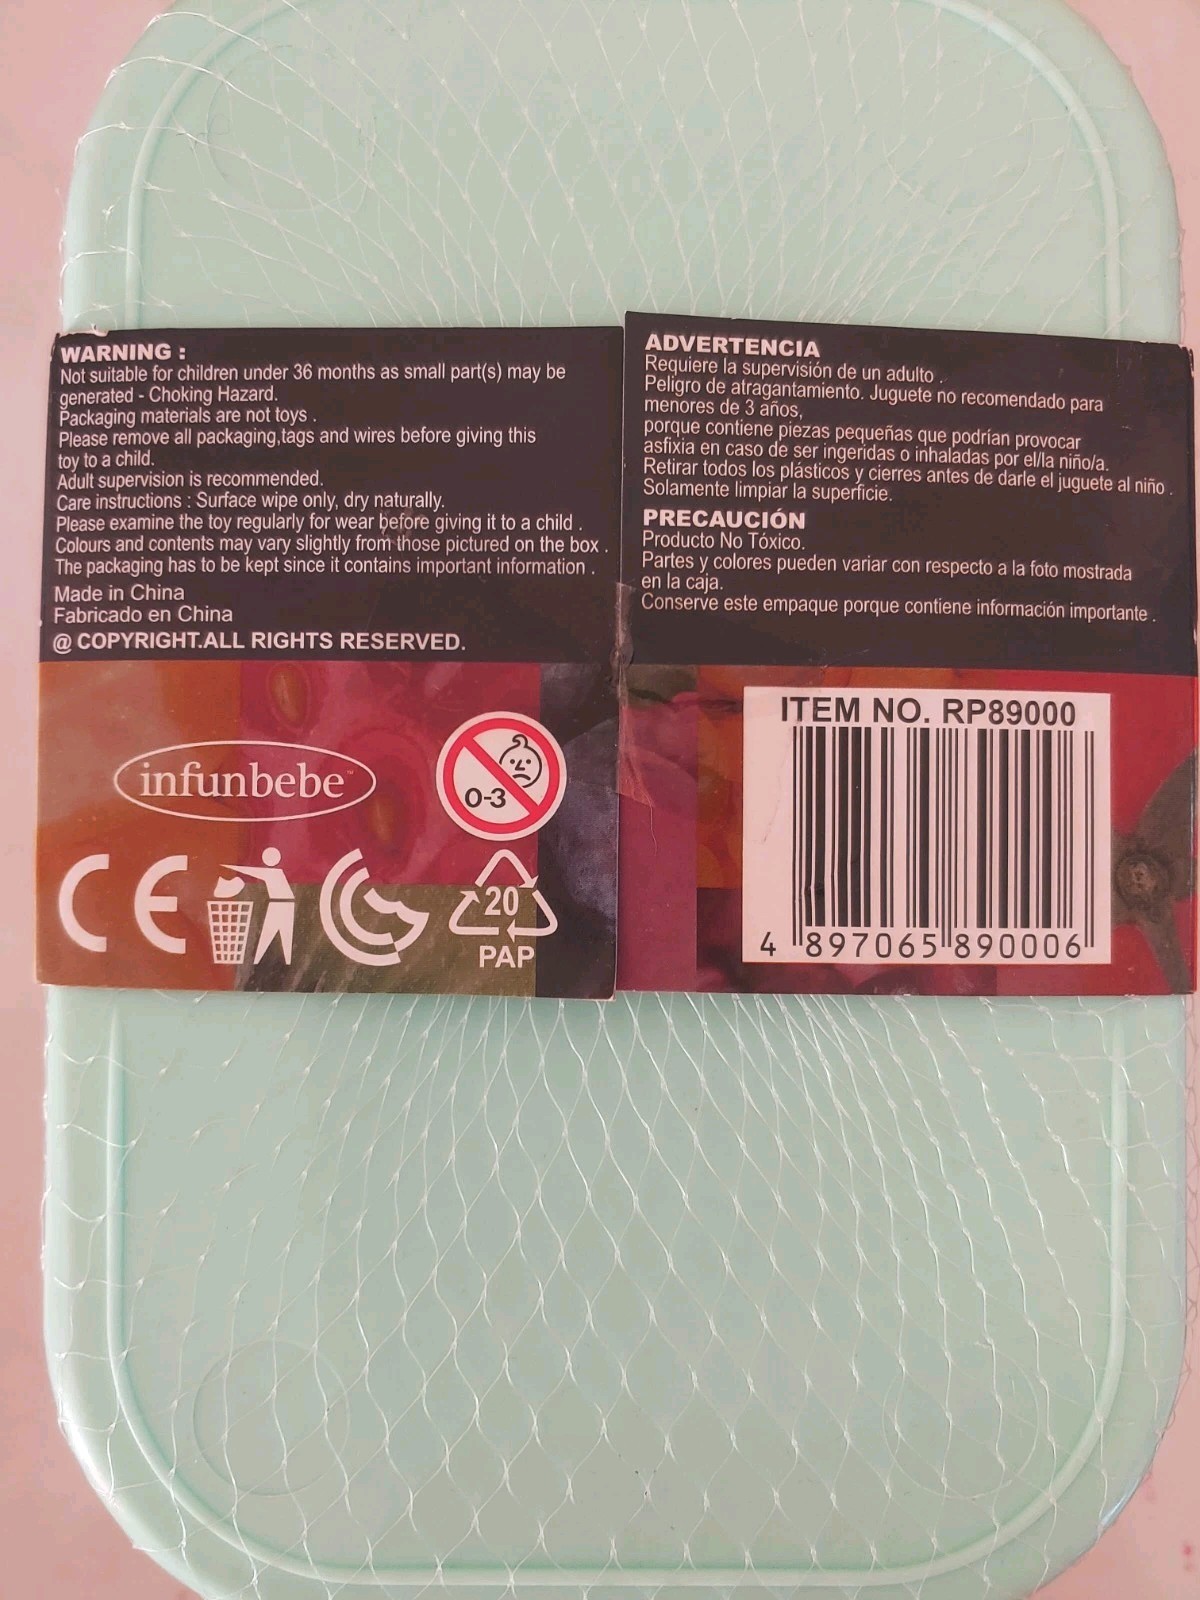 WARNING :
Not suitable for children under 36 months as small part(s) may be
generated - Choking Hazard.
Packaging materials are not toys .
Please remove all packaging,tags and wires before giving this
toy to a child.
Adult supervision is recommended.
Care instructions : Surface wipe only, dry naturally.
Please examine the toy regularly for wear before giving it to a child .
Colours and contents may vary slightly from those pictured on the box .
The packaging has to be kept since it contains important information .
Made in China
Fabricado en China
@ COPYRIGHT.ALL RIGHTS RESERVED.
infunbebe™
0-3
CE
20
PAP
ADVERTENCIA
Requiere la supervisión de un adulto .
Peligro de atragantamiento. Juguete no recomendado para
menores de 3 años,
porque contiene piezas pequeñas que podrían provocar
asfixia en caso de ser ingeridas o inhaladas por el/la niño/a.
Retirar todos los plásticos y cierres antes de darle el juguete al niño .
Solamente limpiar la superficie.
PRECAUCIÓN
Producto No Tóxico.
Partes y colores pueden variar con respecto a la foto mostrada
en la caja.
Conserve este empaque porque contiene información importante .
ITEM NO. RP89000
4 897065 890006